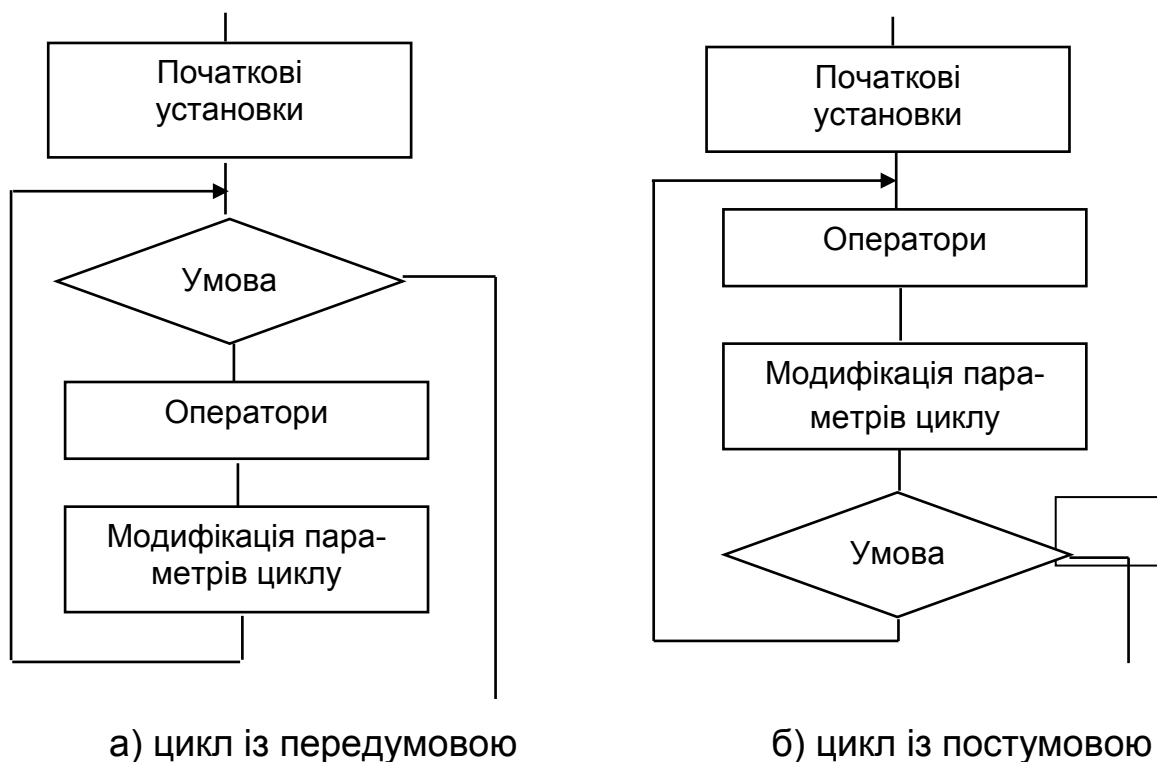 Початкові
установки
Умова
Оператори
Модифікація пара-
метрів циклу
а) цикл із передумовою
Початкові
установки
Оператори
Модифікація пара-
метрів циклу
Умова
б) цикл із постумовою